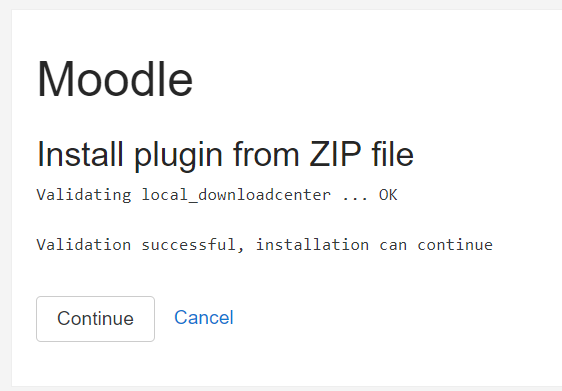 Moodle
Install plugin from ZIP file
Validating local_downloadcenter ... OK
Validation successful, installation can continue
Continue
Cancel